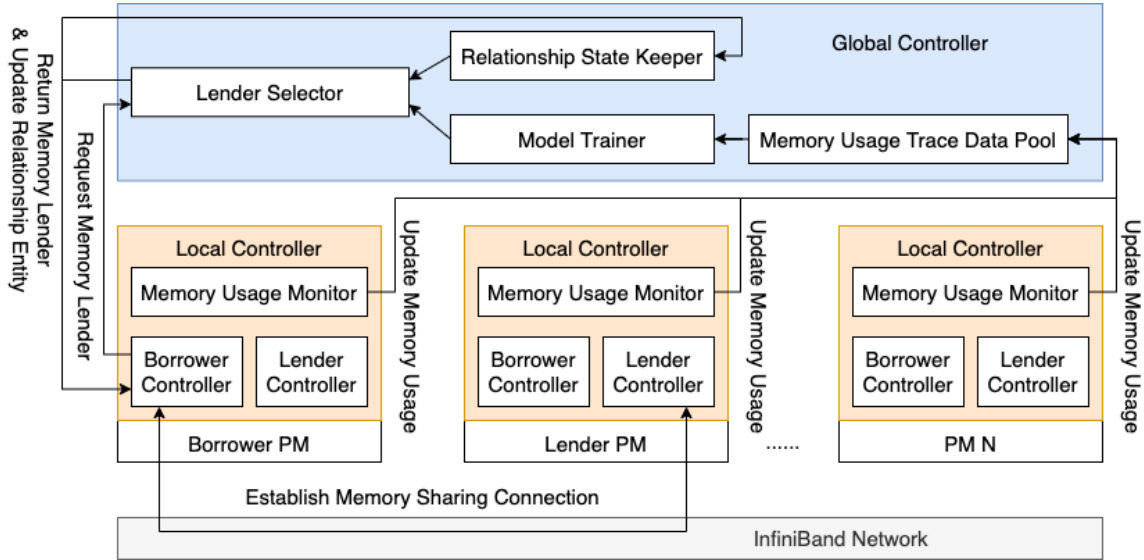 Return Memory Lender
& Update Relationship Entity
Request Memory Lender
Global Controller
Relationship State Keeper
Lender Selector
Model Trainer
Memory Usage Trace Data Pool
Local Controller
Memory Usage Monitor
Borrower
Controller
Lender
Controller
Borrower PM
Update Memory Usage
Local Controller
Memory Usage Monitor
Borrower
Controller
Lender
Controller
Lender PM
Update Memory Usage
......
Local Controller
Memory Usage Monitor
Borrower
Controller
Lender
Controller
PM N
Update Memory Usage
Establish Memory Sharing Connection
InfiniBand Network